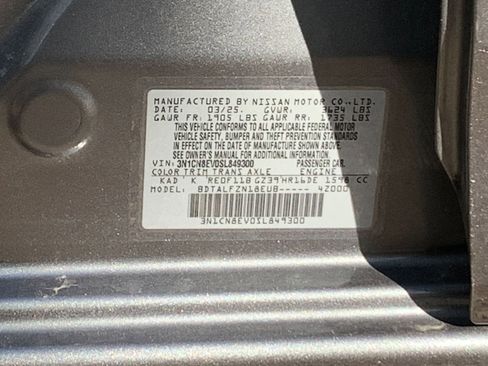 MANUFACTURED BY NISSAN MOTOR CO.,LTD.
DATE: 03/25. GVWR: 3624 LBS
GAWR FR: 1905 LBS GAWR RR: 1735 LBS
THIS VEHICLE CONFORMS TO ALL APPLICABLE FEDERAL MOTOR
VEHICLE SAFETY, BUMPER, AND THEFT PREVENTION STANDARDS
IN EFFECT ON THE DATE OF MANUFACTURE SHOWN ABOVE.
SEE OWNER'S MANUAL FOR ADDITIONAL INFORMATION.
VIN: 3N1CN8EV0SL849300 PASSENGER CAR
COLOR TRIM TRANS AXLE ENGINE
KAD K RE0F11B GZ39 HR16DE 1598 CC
MODEL: BDTALFZN18EUB----- 42000
3N1CN8EV0SL849300